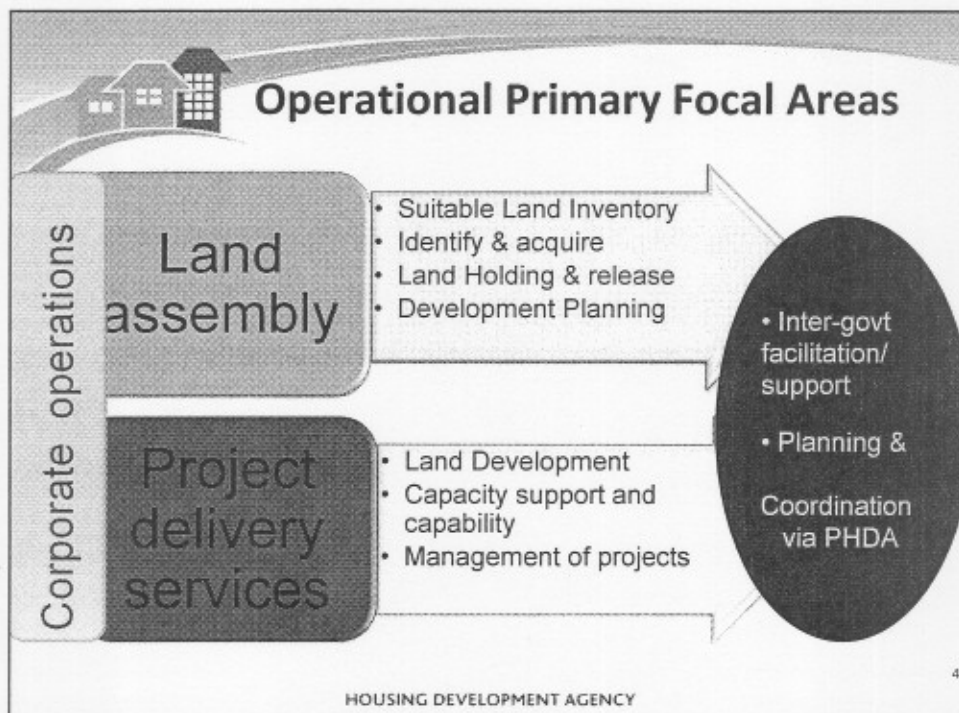 Operational Primary Focal Areas
Corporate operations
Land
assembly
• Suitable Land Inventory
• Identify & acquire
• Land Holding & release
• Development Planning
Project
delivery
services
• Land Development
• Capacity support and
capability
• Management of projects
• Inter-govt
facilitation/
support
• Planning &
Coordination
via PHDA
4
HOUSING DEVELOPMENT AGENCY